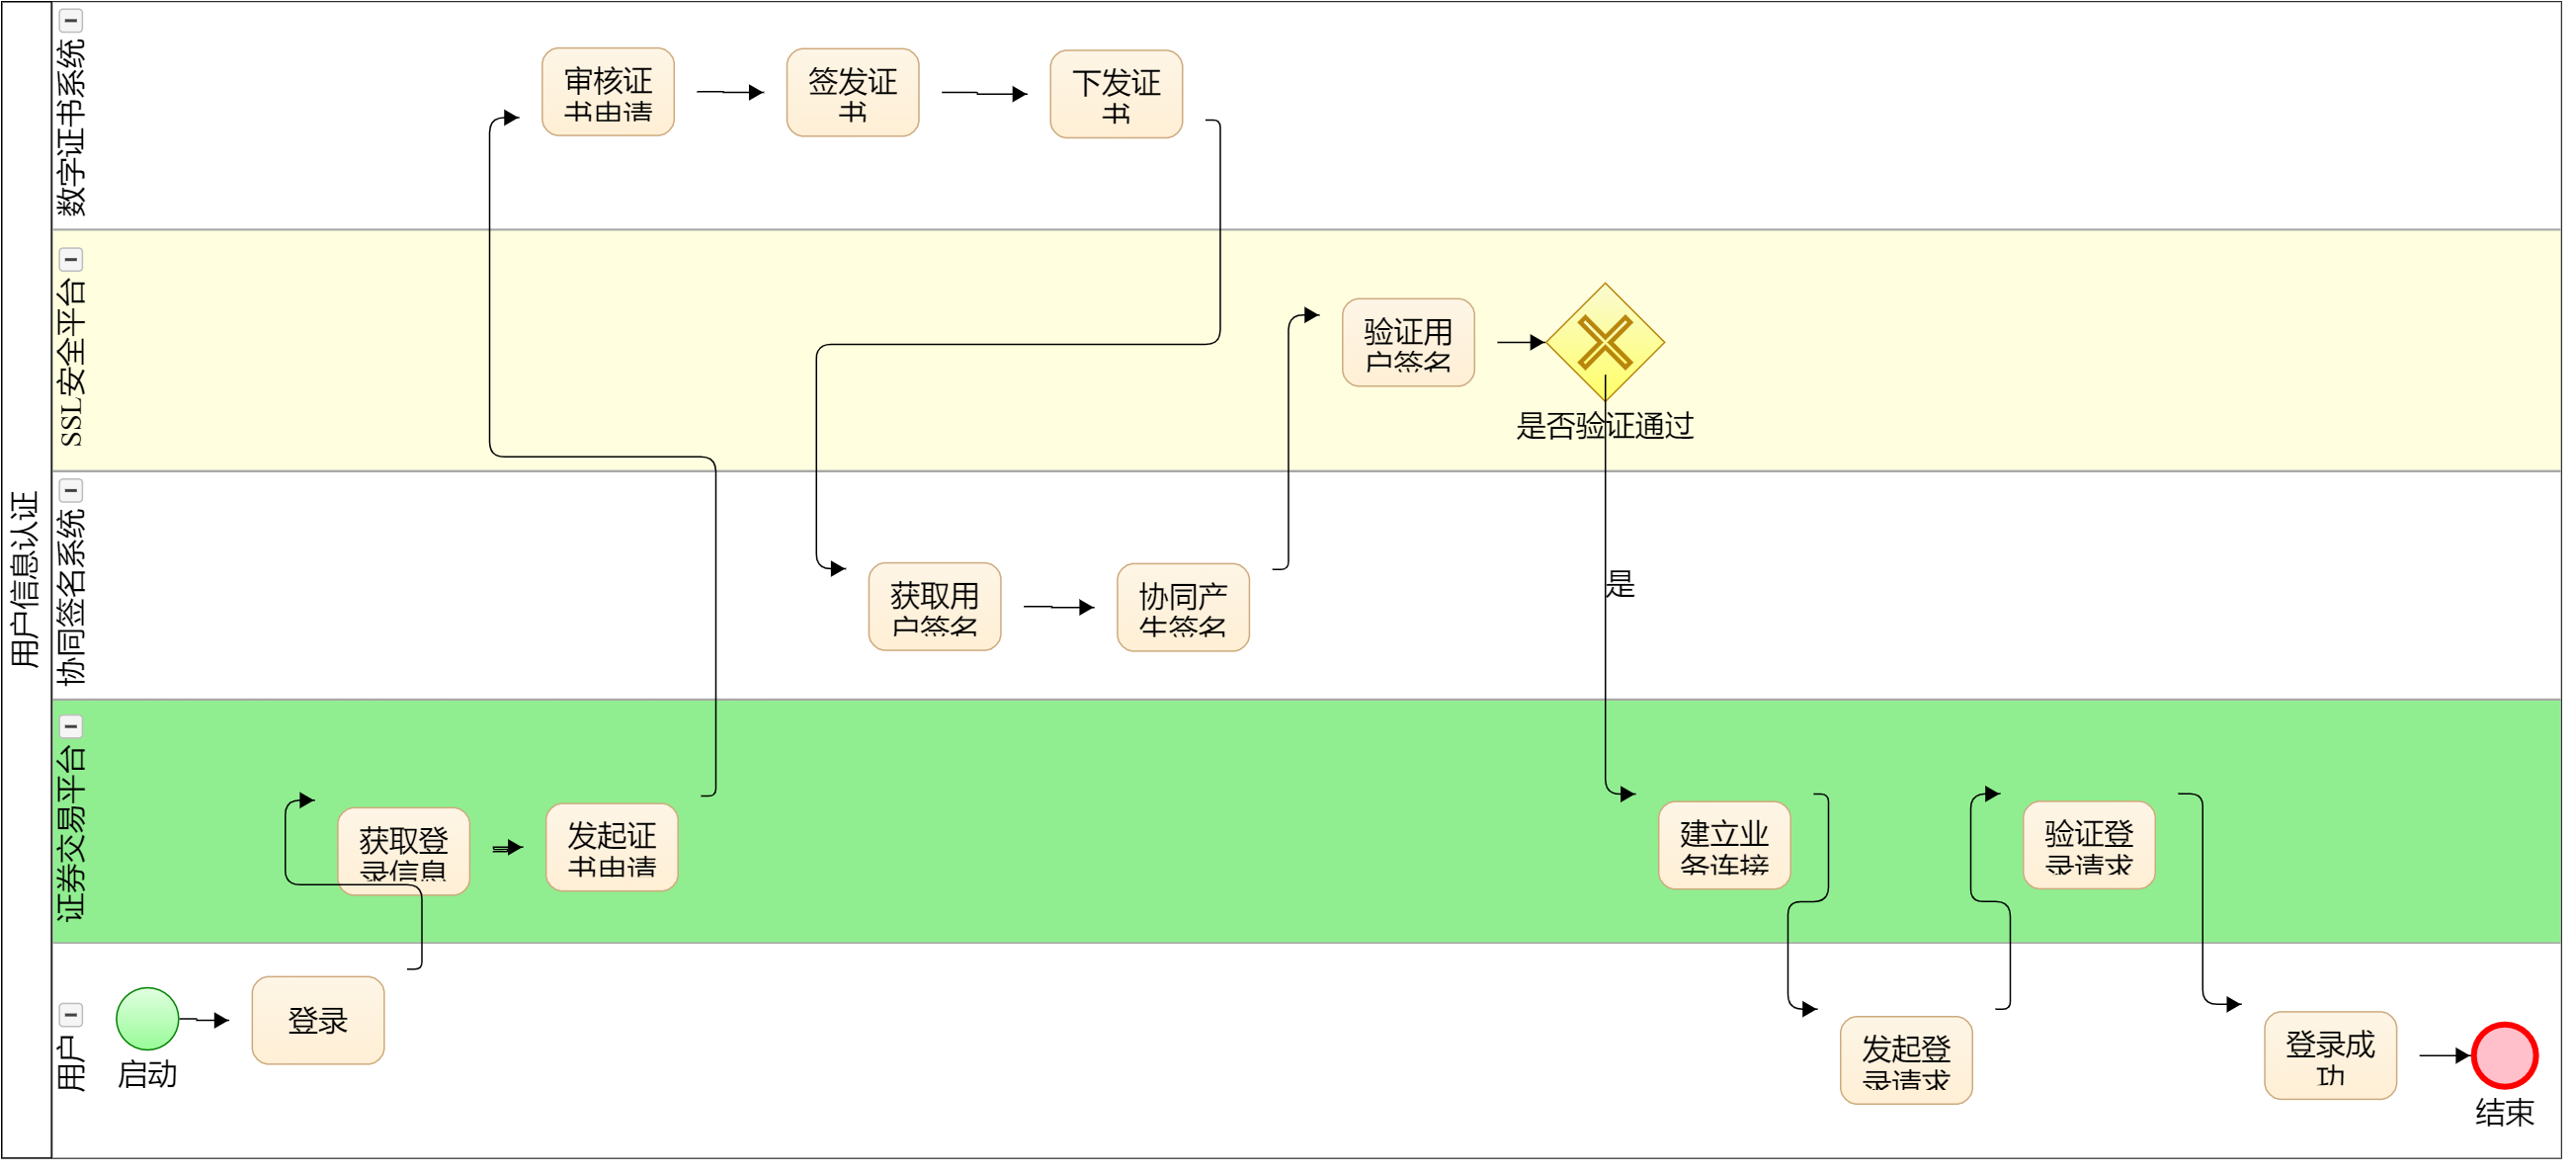 用户信息认证
数字证书系统
审核证
书申请
签发证
书
下发证
书
SSL安全平台
验证用
户签名
是否验证通过
协同签名系统
获取用
户签名
协同产
生签名
是
证券交易平台
获取登
录信息
发起证
书申请
建立业
务连接
验证登
录请求
用户
启动
登录
发起登
录请求
登录成
功
结束